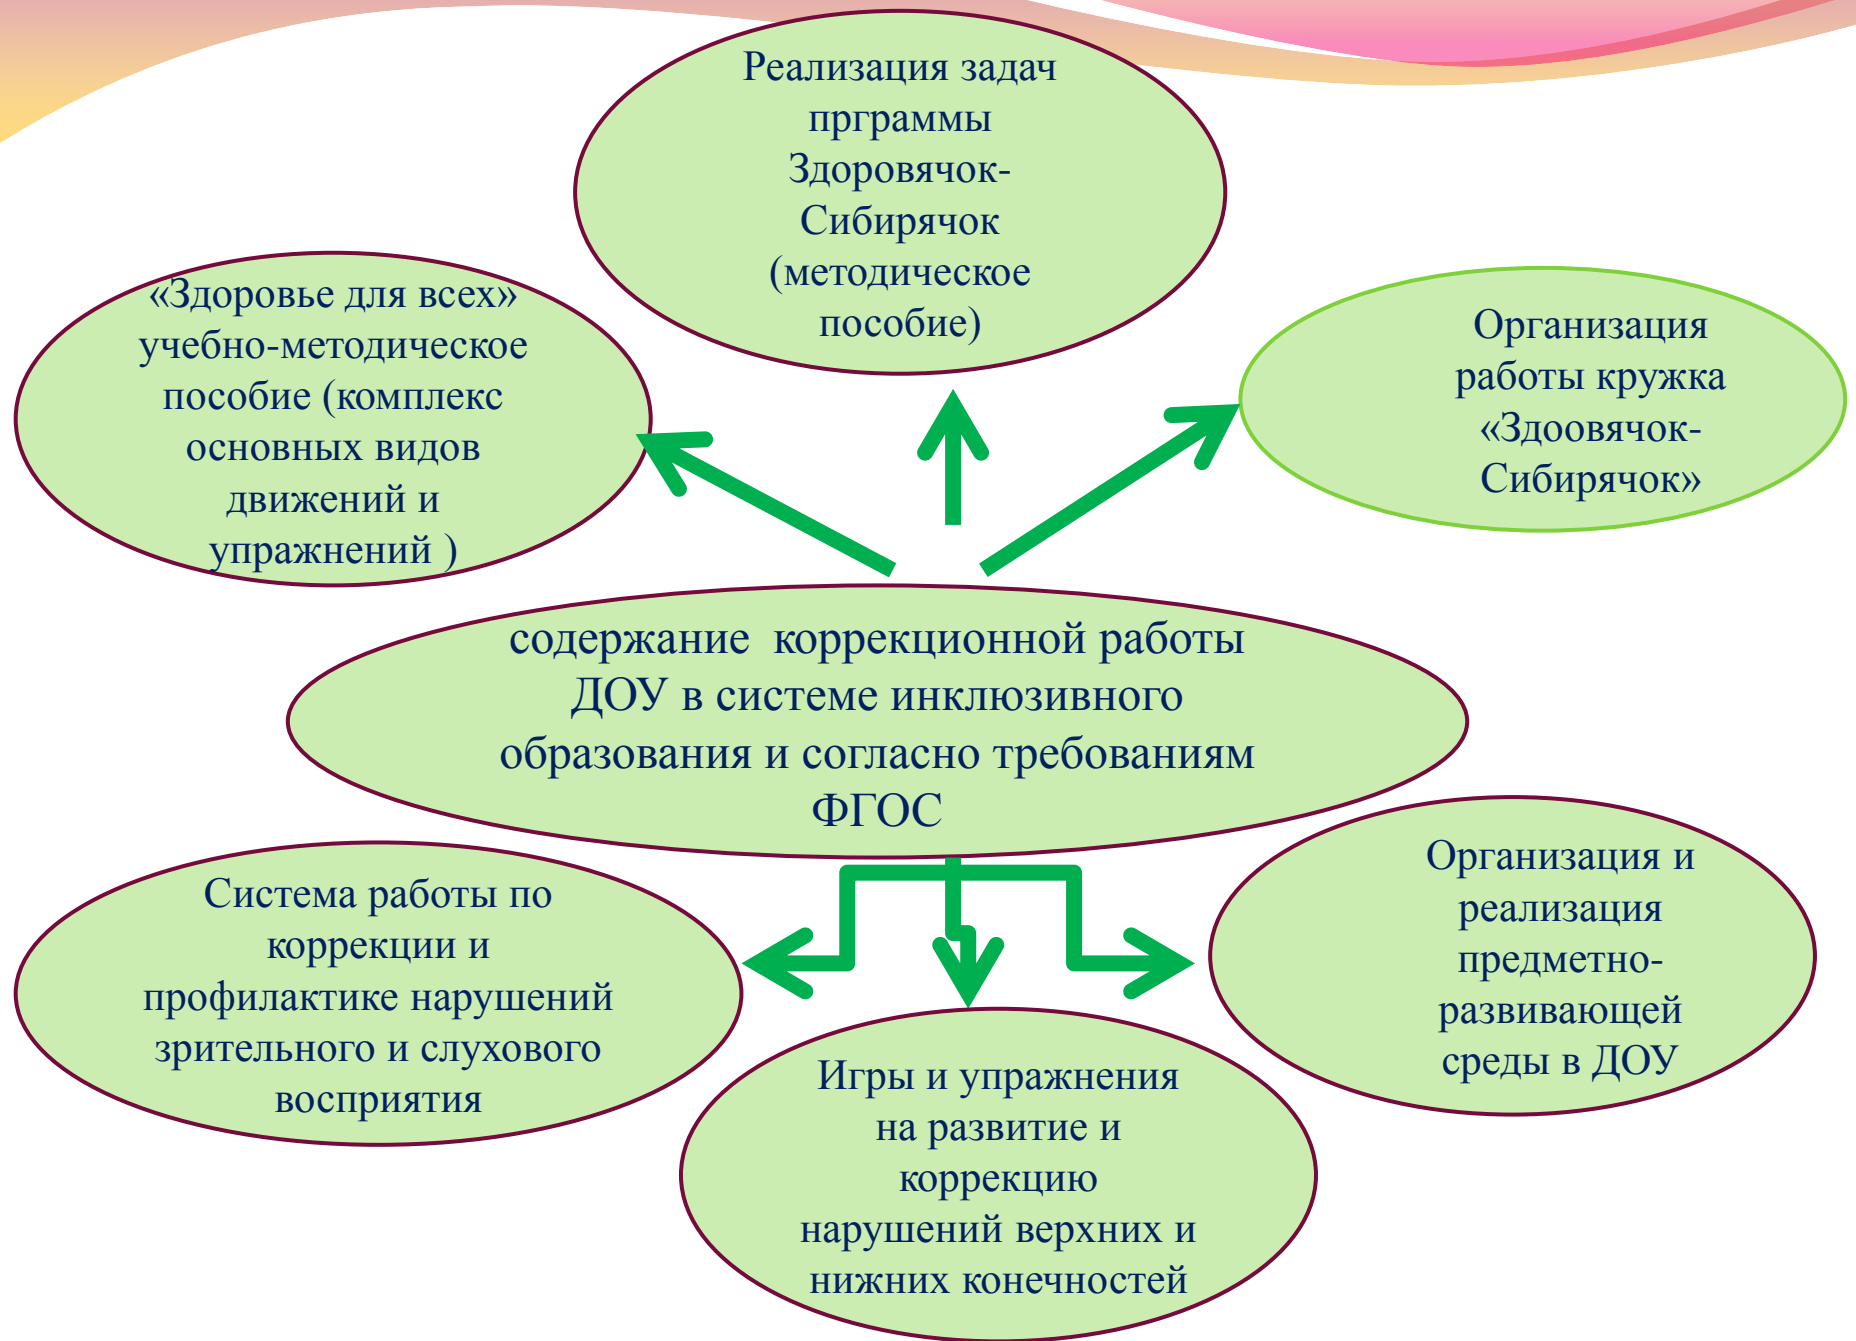 Реализация задач
прграммы
Здоровячок-
Сибирячок
(методическое
пособие)
«Здоровье для всех»
учебно-методическое
пособие (комплекс
основных видов
движений и
упражнений )
Организация
работы кружка
«Здоовячок-
Сибирячок»
содержание коррекционной работы
ДОУ в системе инклюзивного
образования и согласно требованиям
ФГОС
Система работы по
коррекции и
профилактике нарушений
зрительного и слухового
восприятия
Игры и упражнения
на развитие и
коррекцию
нарушений верхних и
нижних конечностей
Организация и
реализация
предметно-
развивающей
среды в ДОУ